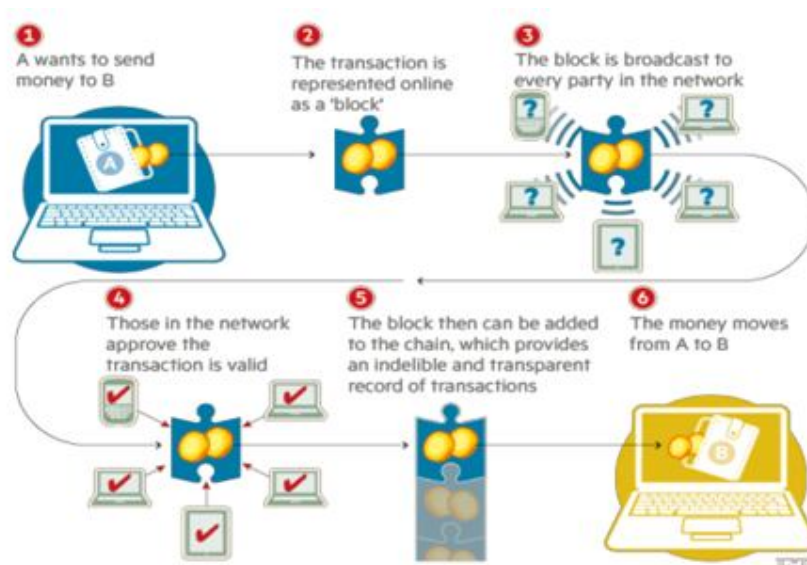 1
A wants to send
money to B
2
The transaction is
represented online
as a 'block'
3
The block is broadcast to
every party in the network
A
?
?
?
?
?
4
Those in the network
approve the
transaction is valid
5
The block then can be added
to the chain, which provides
an indelible and transparent
record of transactions
6
The money moves
from A to B
B